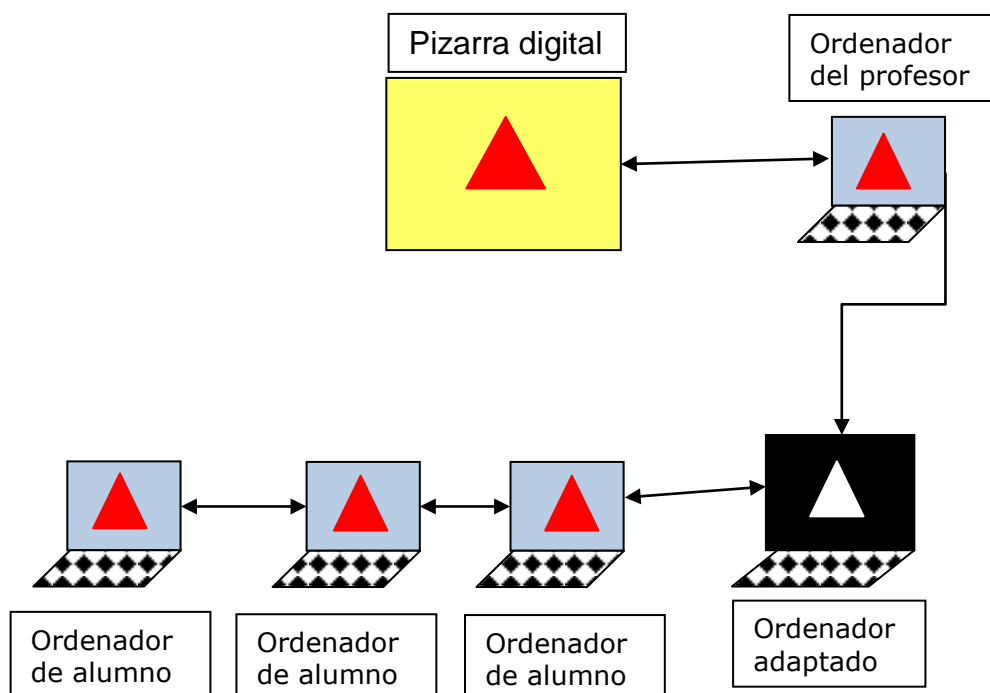 Pizarra digital
Ordenador
del profesor
Ordenador
de alumno
Ordenador
de alumno
Ordenador
de alumno
Ordenador
adaptado